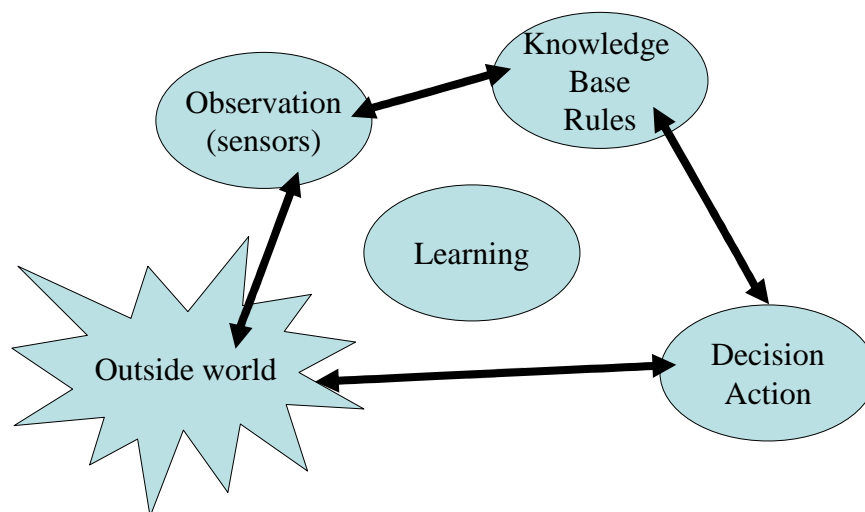 Knowledge
Base
Rules
Observation
(sensors)
Learning
Outside world
Decision
Action